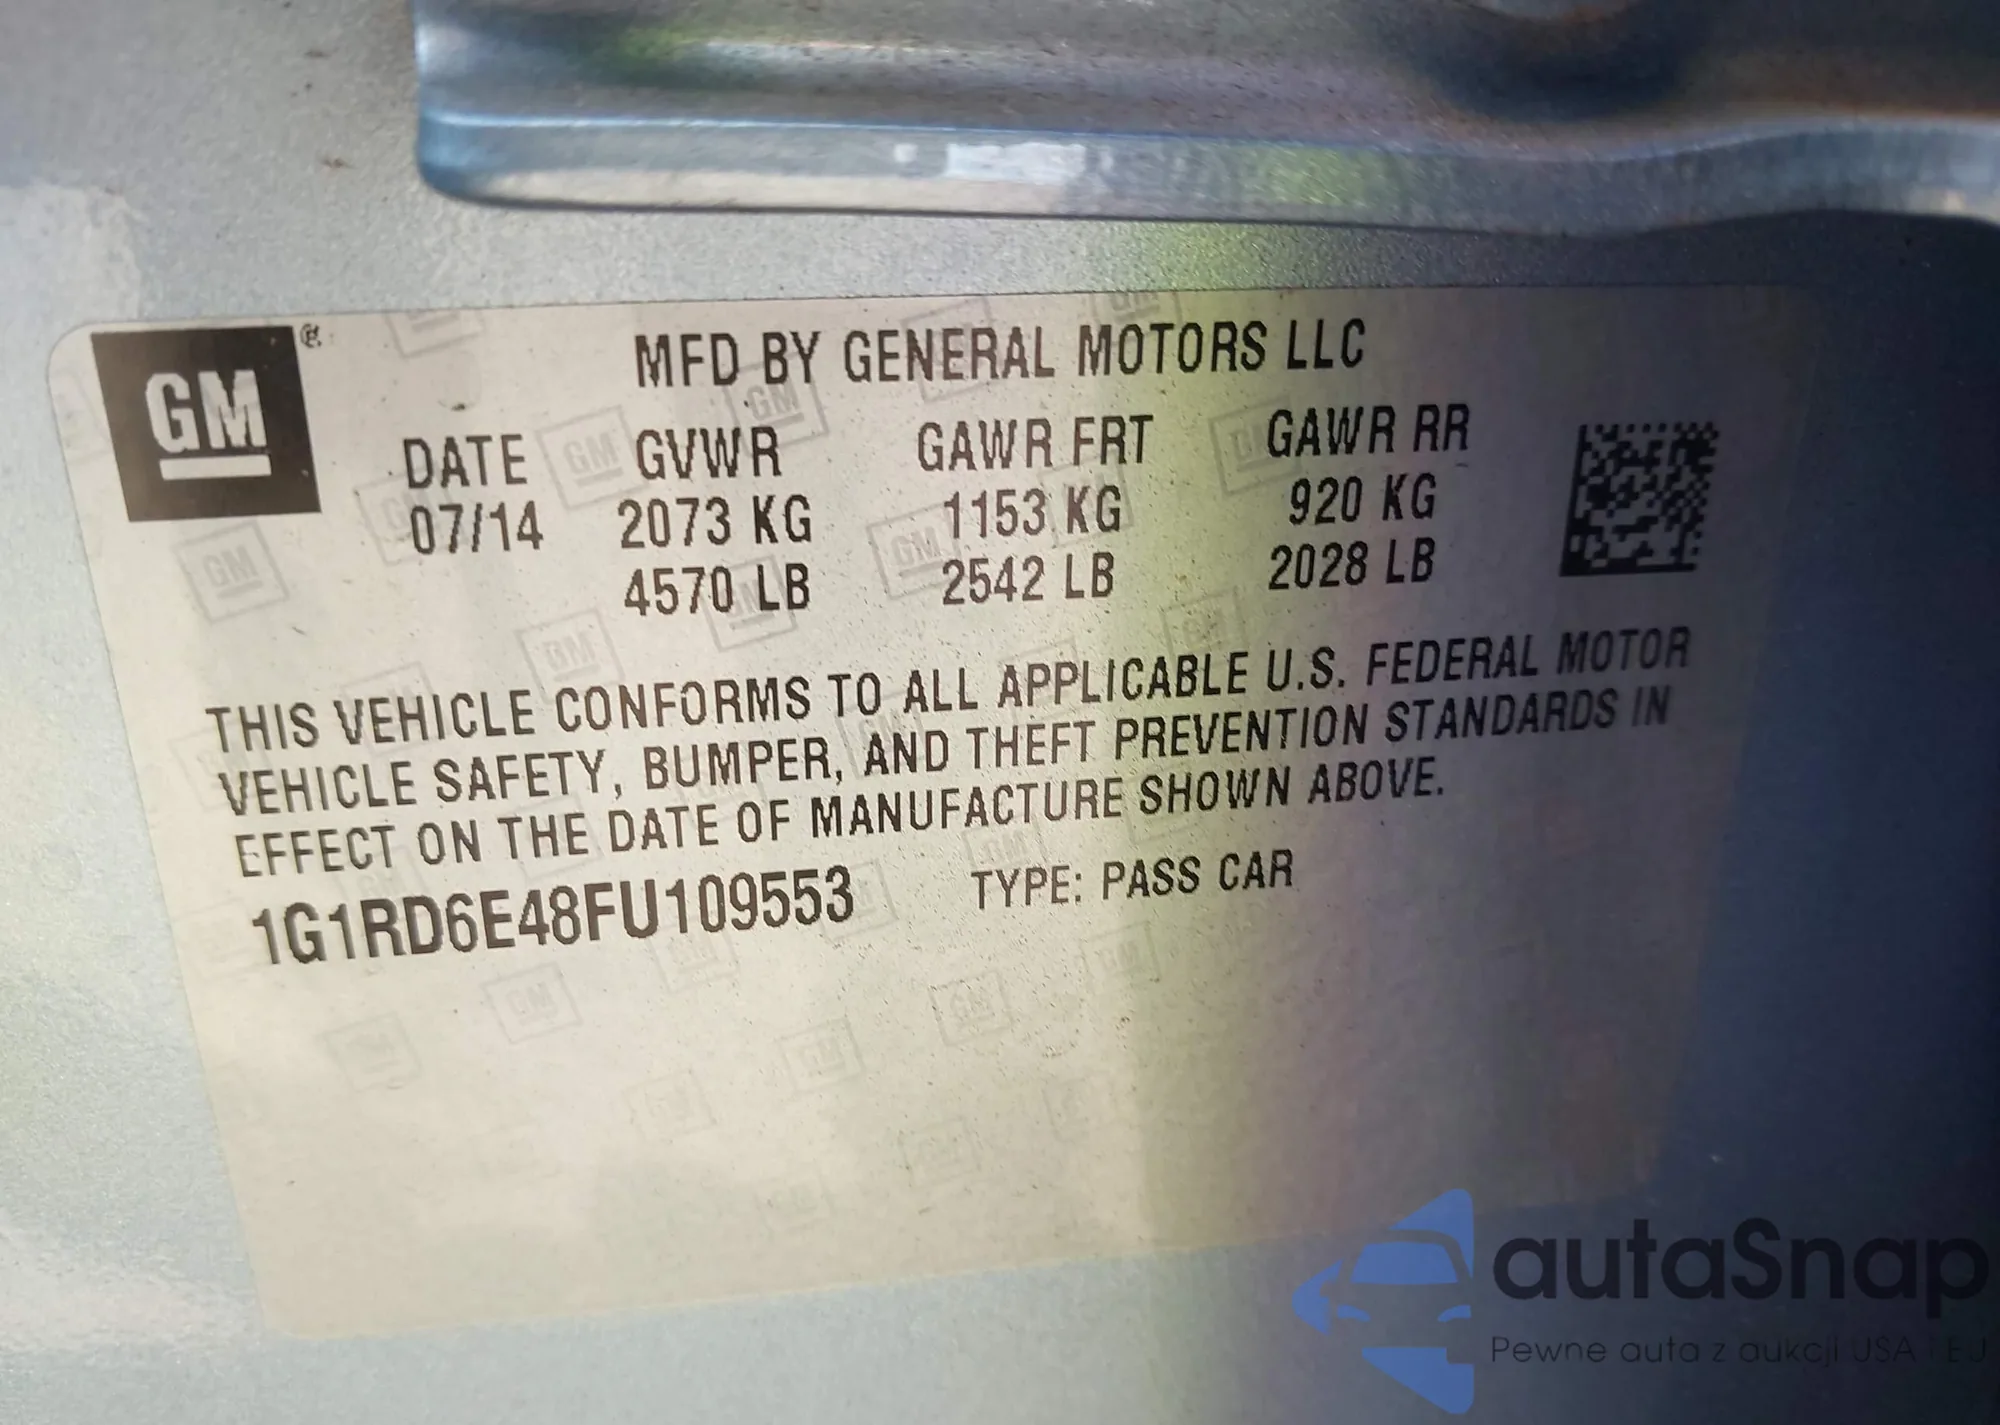 GM
MFD BY GENERAL MOTORS LLC
DATE GVWR GAWR FRT GAWR RR
07/14 2073 KG 1153 KG 920 KG
4570 LB 2542 LB 2028 LB
THIS VEHICLE CONFORMS TO ALL APPLICABLE U.S. FEDERAL MOTOR
VEHICLE SAFETY, BUMPER, AND THEFT PREVENTION STANDARDS IN
EFFECT ON THE DATE OF MANUFACTURE SHOWN ABOVE.
1G1RD6E48FU109553 TYPE: PASS CAR
autaSnap
Pewne auta z aukcji USA i EU